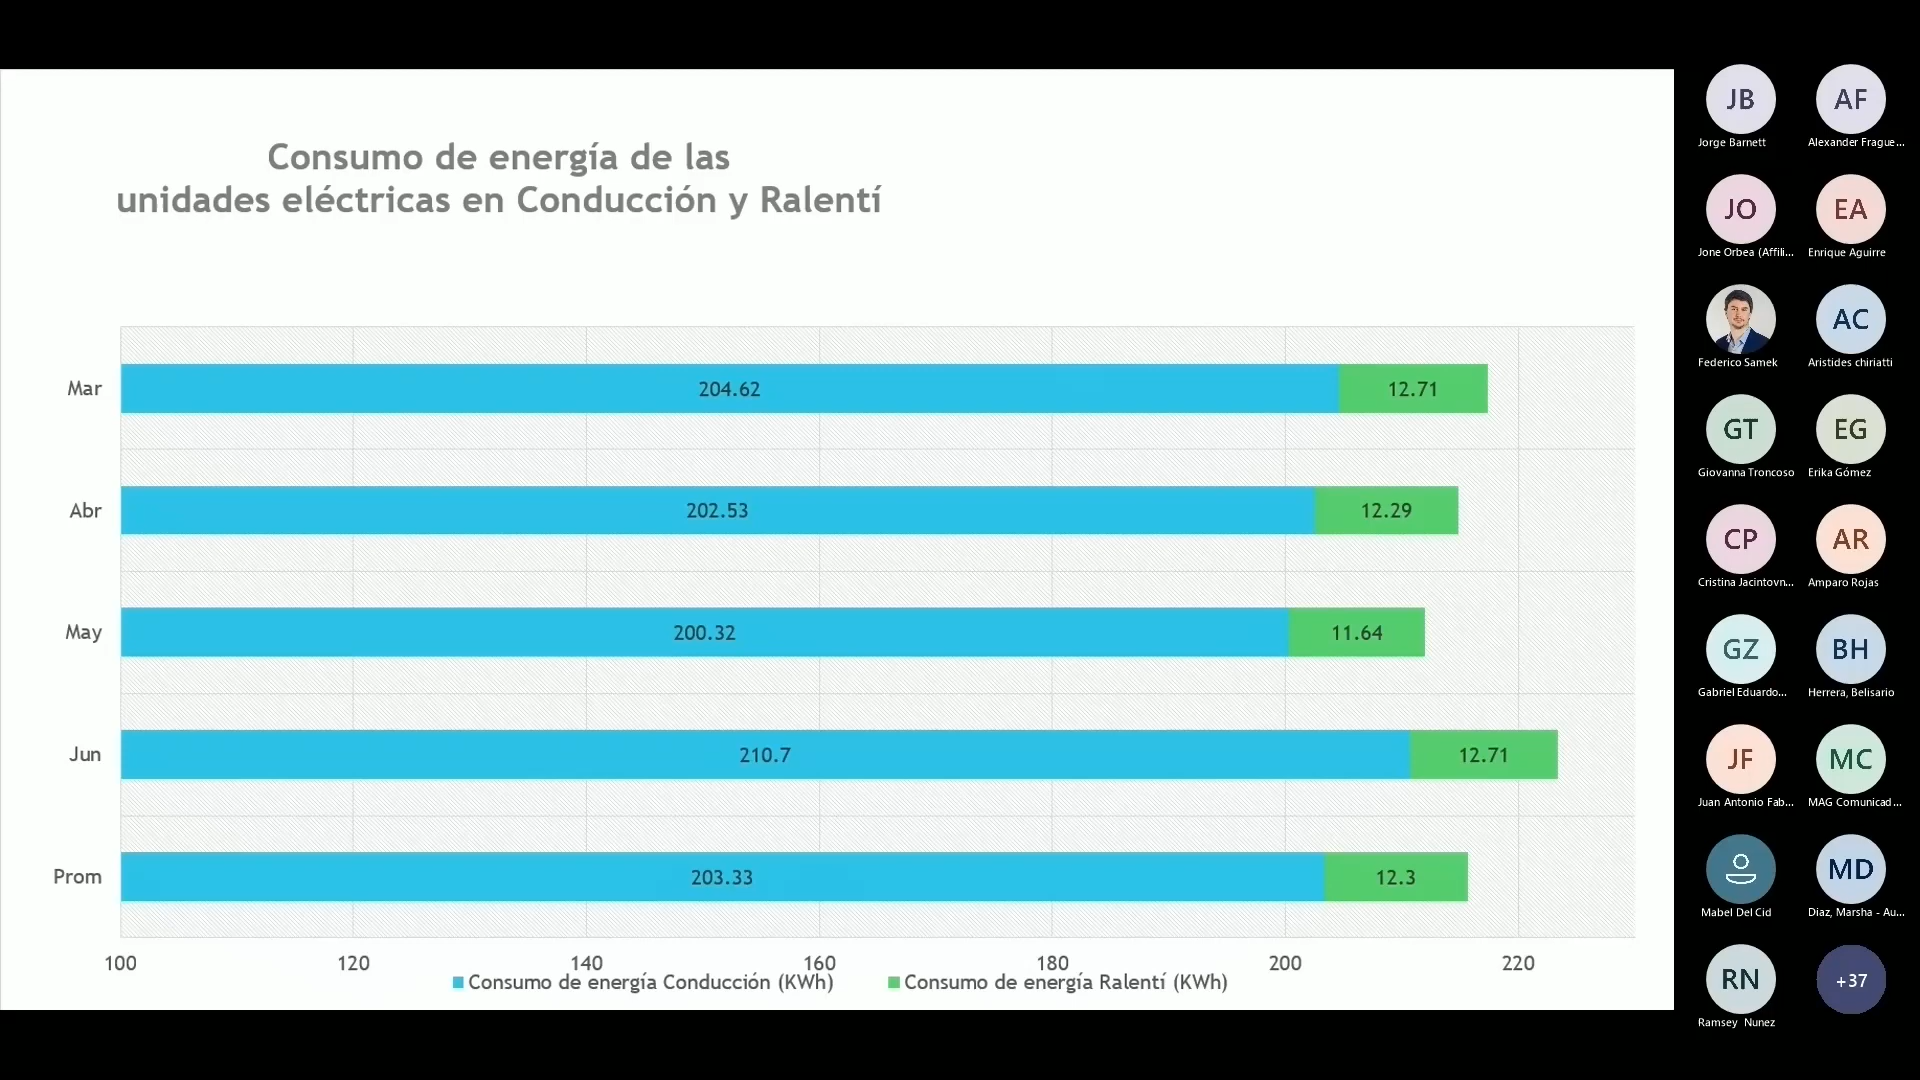 Consumo de energía de las
unidades eléctricas en Conducción y Ralentí
Mar
204.62
12.71
Abr
202.53
12.29
May
200.32
11.64
Jun
210.7
12.71
Prom
203.33
12.3
100 120 140 160 180 200 220
Consumo de energía Conducción (KWh) Consumo de energía Ralentí (KWh)
JB AF
Jorge Barnett Alexander Frague...
JO EA
Jone Orbea (Affili... Enrique Aguirre
AC
Federico Samek Aristides chiriatti
GT EG
Giovanna Troncoso Erika Gómez
CP AR
Cristina Jacintovn... Amparo Rojas
GZ BH
Gabriel Eduardo... Herrera, Belisario
JF MC
Juan Antonio Fab... MAG Comunicad...
MD
Mabel Del Cid Diaz, Marsha - Au...
RN +37
Ramsey Nunez